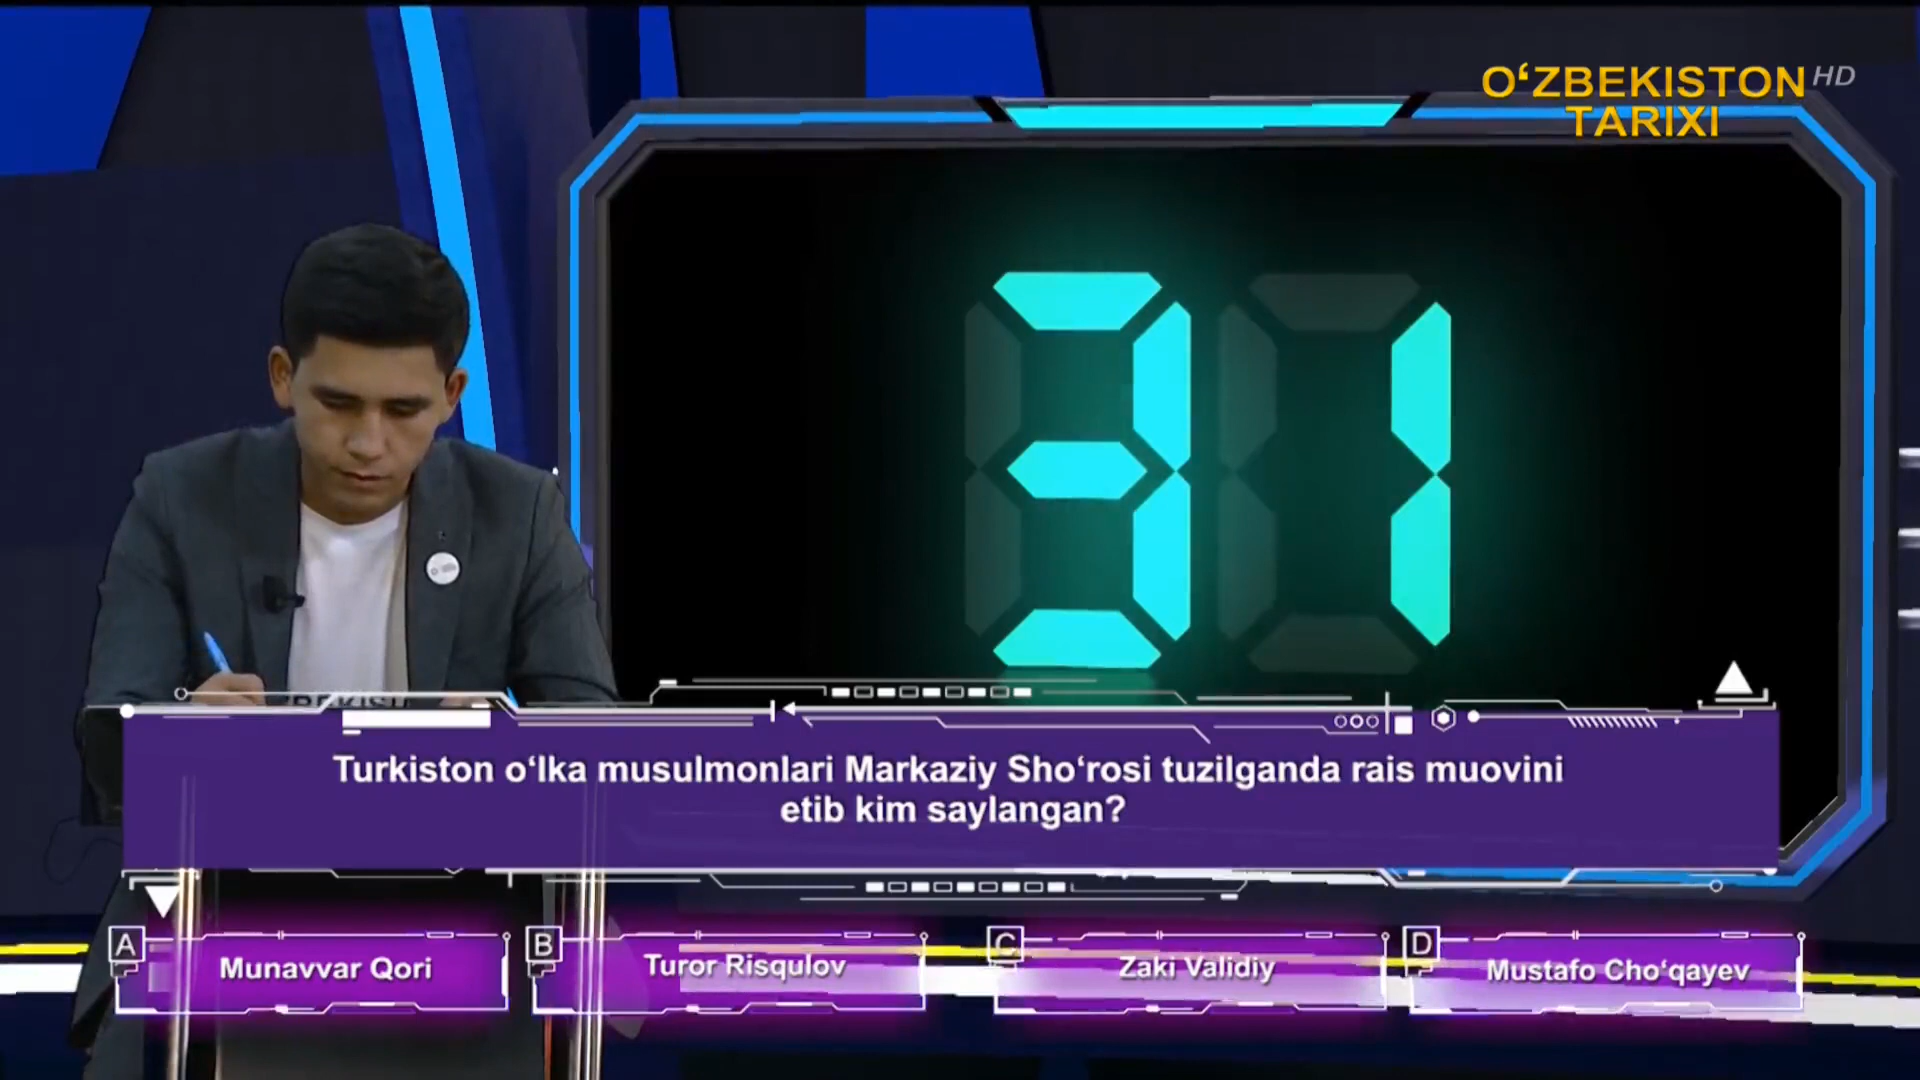 O‘ZBEKISTON HD
TARIXI
31
Turkiston o‘lka musulmonlari Markaziy Sho‘rosi tuzilganda rais muovini
etib kim saylangan?
A Munavvar Qori
B Turor Risqulov
C Zaki Validiy
D Mustafo Cho‘qayev